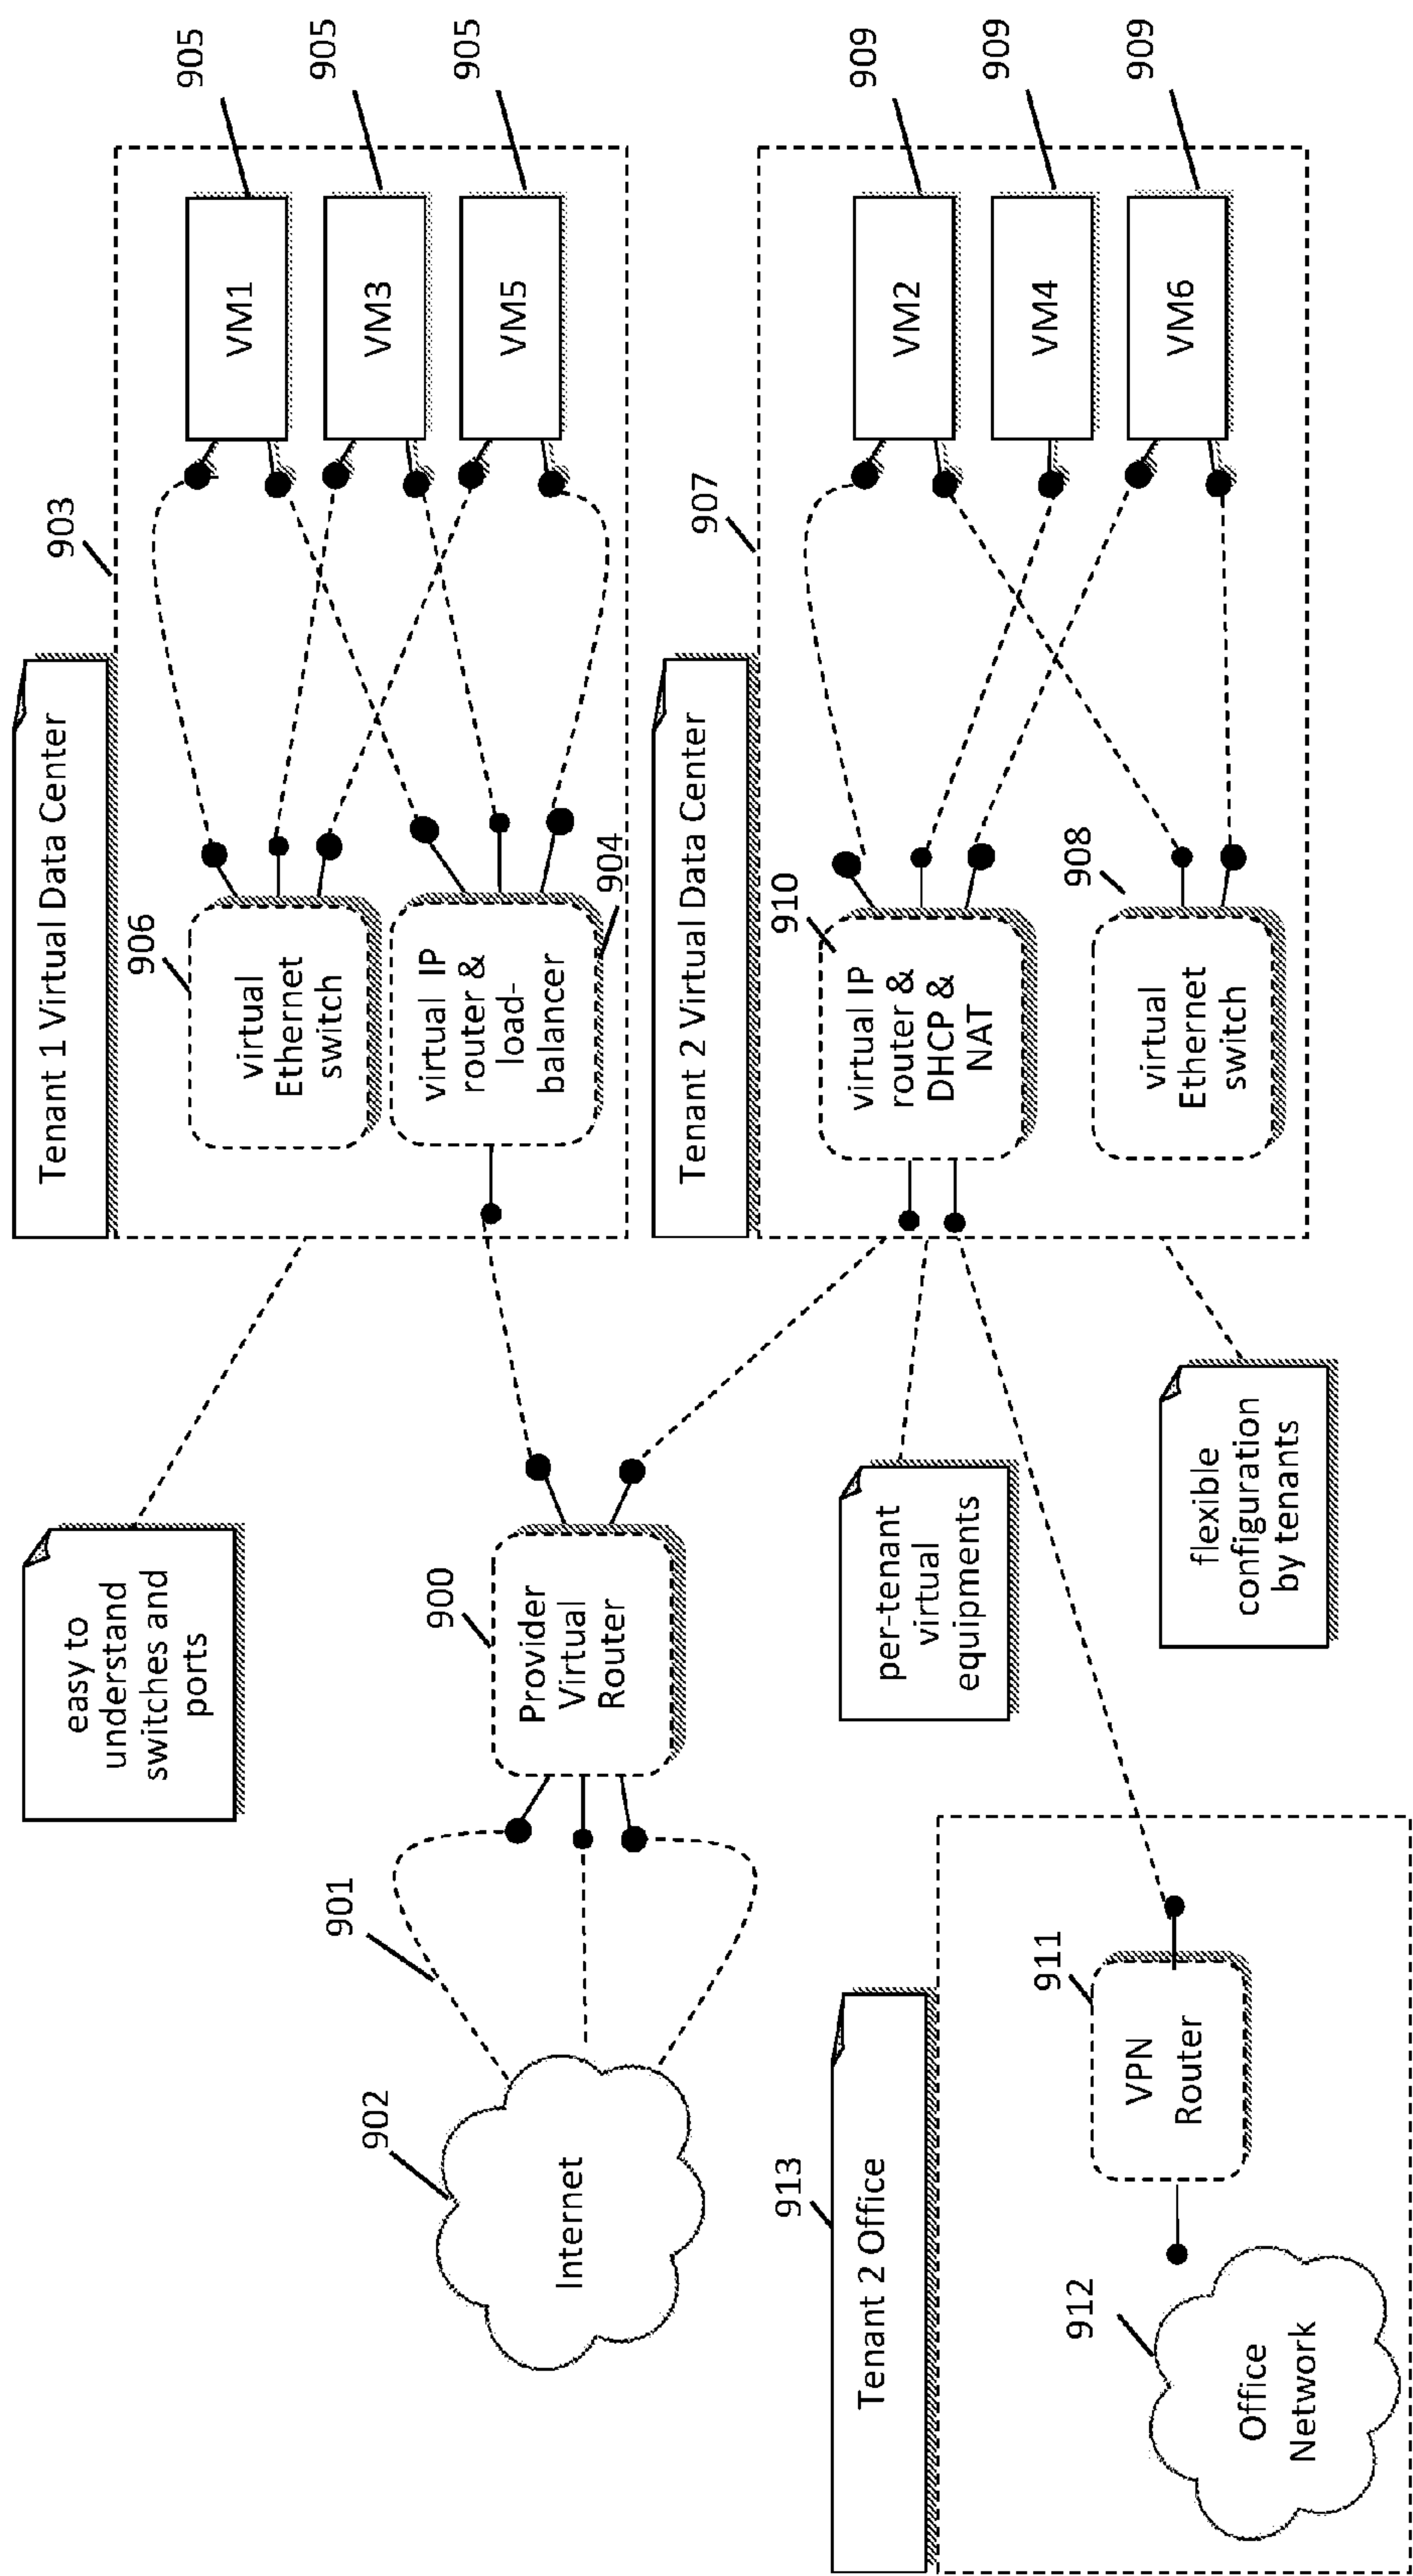 Tenant 1 Virtual Data Center
903
905
905
905
906
virtual
Ethernet
switch
virtual IP
router &
load-
balancer
904
VM1
VM3
VM5
easy to
understand
switches and
ports
900
Provider
Virtual
Router
901
902
Internet
Tenant 2 Virtual Data Center
907
909
909
909
910
virtual IP
router &
DHCP &
NAT
908
virtual
Ethernet
switch
VM2
VM4
VM6
per-tenant
virtual
equipments
flexible
configuration
by tenants
913
Tenant 2 Office
911
VPN
Router
912
Office
Network